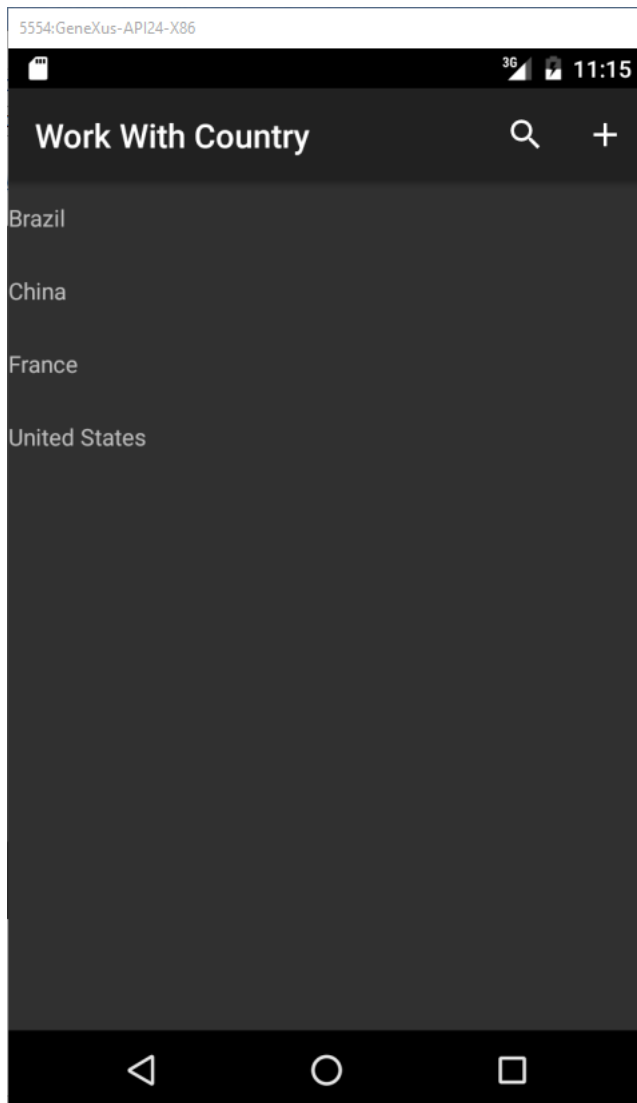 5554:GeneXus-API24-X86
3G 11:15
Work With Country
Brazil
China
France
United States